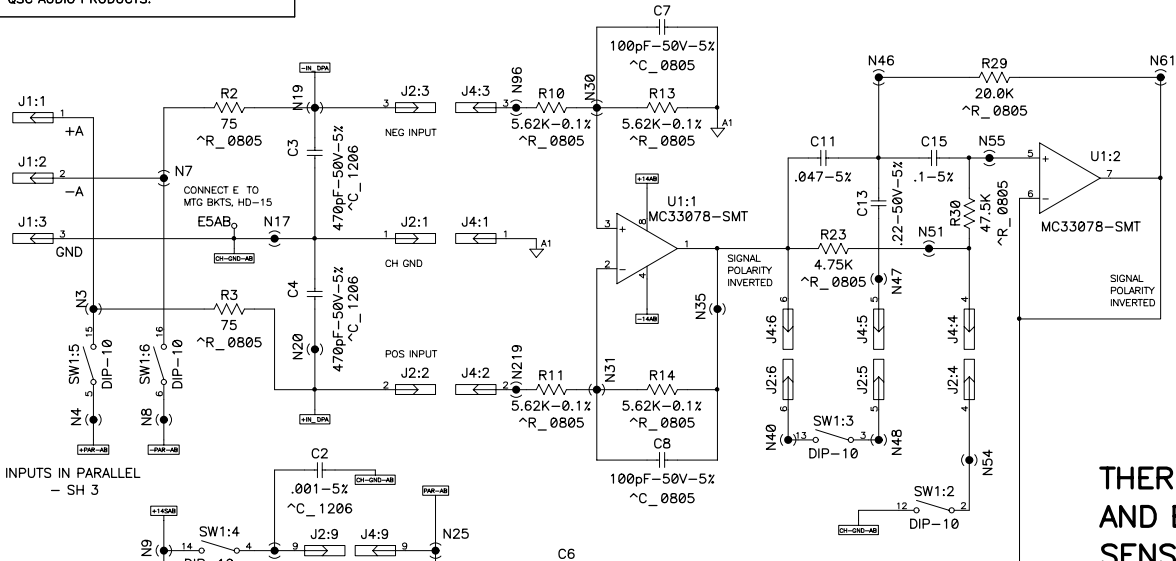 QSC AUDIO PRODUCTS.
C7
100pF-50V-5%
^C_0805
-IN_DPA
N46
N61
R29
20.0K
^R_0805
J1:1
1
+A
R2
75
^R_0805
N19
J2:3
3
NEG INPUT
J4:3
3
N96
R10
5.62K-0.1%
^R_0805
N30
R13
5.62K-0.1%
^R_0805
A1
J1:2
2
-A
N7
C3
470pF-50V-5%
^C_1206
CONNECT E TO
MTG BKTS, HD-15
E5AB
CH-GND-AB
N17
J1:3
3
GND
J2:1
1
CH GND
J4:1
1
A1
+14AB
8
U1:1
MC33078-SMT
3
+
2
-
1
4
-14AB
C11
.047-5%
C15
.1-5%
N55
C13
.22-50V-5%
R30
47.5K
^R_0805
5
+
6
-
U1:2
7
MC33078-SMT
SIGNAL
POLARITY
INVERTED
R23
4.75K
^R_0805
N51
N47
SIGNAL
POLARITY
INVERTED
N3
R3
75
^R_0805
C4
470pF-50V-5%
^C_1206
N20
N35
6
J4:6
5
J4:5
4
J4:4
15
SW1:5
DIP-10
5
16
SW1:6
DIP-10
6
POS INPUT
2
J2:2
J4:2
2
N219
R11
5.62K-0.1%
^R_0805
N31
R14
5.62K-0.1%
^R_0805
J2:6
6
J2:5
5
J2:4
4
N4
N8
+PAR-AB
-PAR-AB
+IN_DPA
INPUTS IN PARALLEL
- SH 3
C8
100pF-50V-5%
^C_0805
N40
13
SW1:3
DIP-10
3
N48
N54
C2
.001-5%
^C_1206
CH-GND-AB
PAR-AB
CH-GND-AB
12
SW1:2
DIP-10
2
+14SAB
N9
14
SW1:4
4
DIP-10
J2:9
9
J4:9
9
N25
C6
THER
AND
SENS